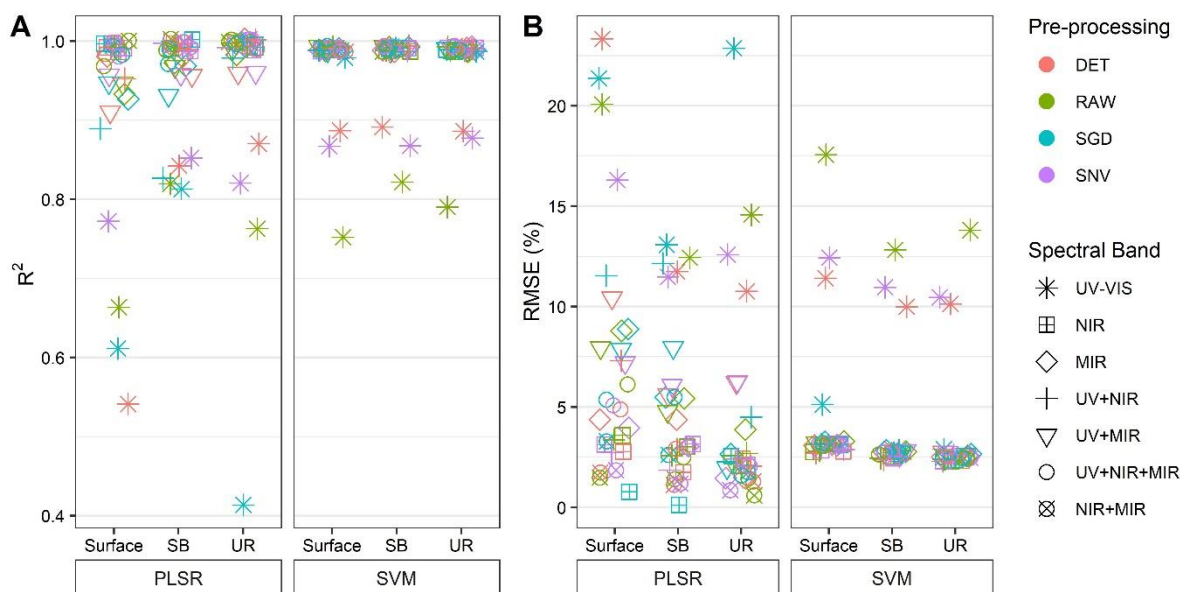 A
R²
1.0
0.8
0.6
0.4
Surface SB UR
PLSR
Surface SB UR
SVM
B
RMSE (%)
20
15
10
5
0
Surface SB UR
PLSR
Surface SB UR
SVM
Pre-processing
DET
RAW
SGD
SNV
Spectral Band
UV-VIS
NIR
MIR
UV+NIR
UV+MIR
UV+NIR+MIR
NIR+MIR